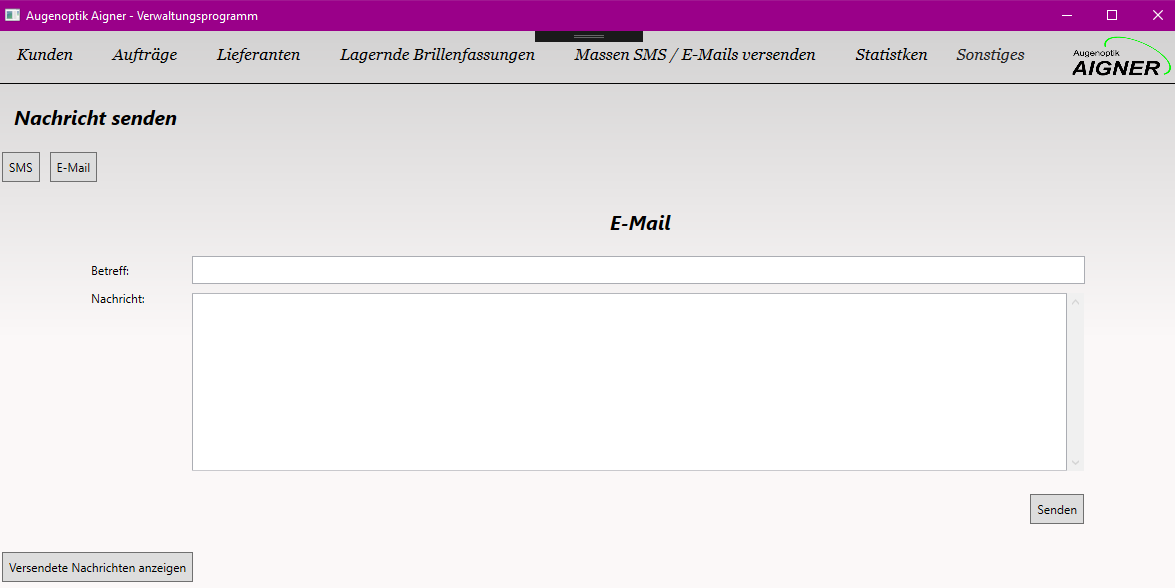 Augenoptik Aigner - Verwaltungsprogramm
Kunden Aufträge Lieferanten Lagernde Brillenfassungen Massen SMS / E-Mails versenden Statistken Sonstiges
Augenoptik
AIGNER
Nachricht senden
SMS E-Mail
E-Mail
Betreff:
Nachricht:
Senden
Versendete Nachrichten anzeigen